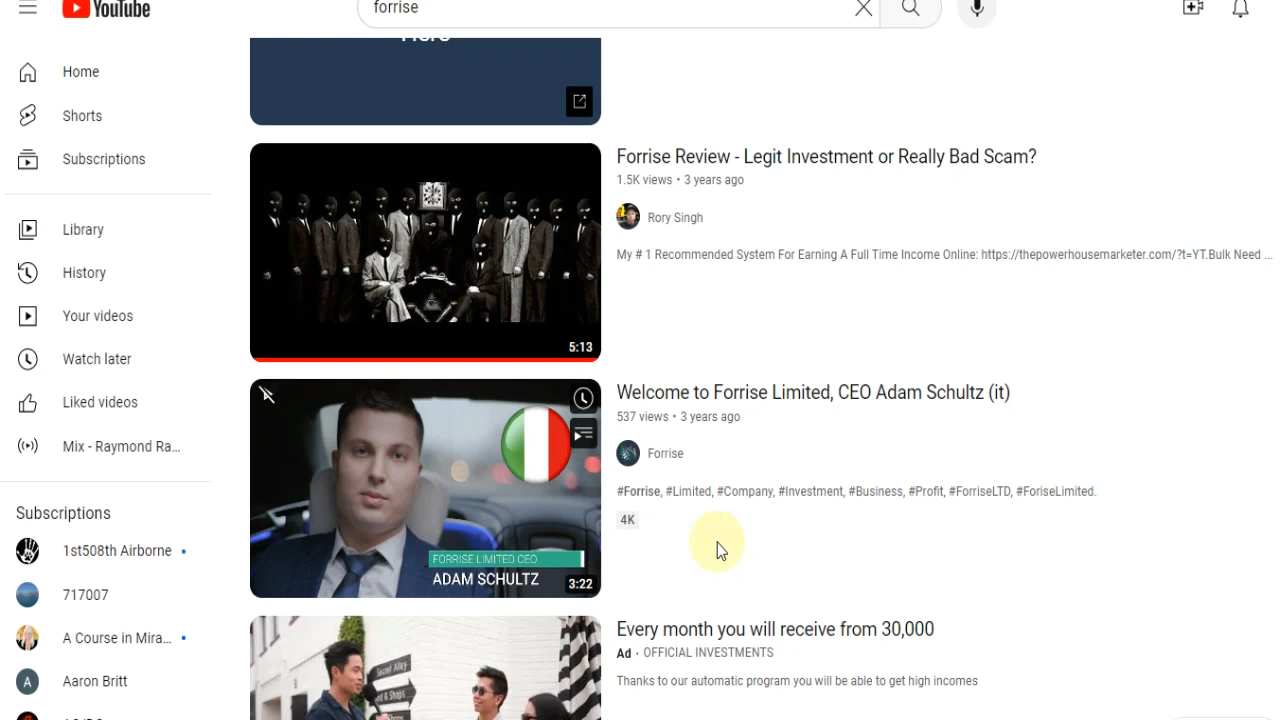 YouTube
forrise
Home
Shorts
Subscriptions
Library
History
Your videos
Watch later
Liked videos
Mix - Raymond Ra...
Subscriptions
1st508th Airborne
717007
A Course in Mira...
A
Aaron Britt
5:13
Forrise Review - Legit Investment or Really Bad Scam?
1.5K views • 3 years ago
Rory Singh
My # 1 Recommended System For Earning A Full Time Income Online: https://thepowerhousemarketer.com/?t=YT.Bulk Need ...
FORRISE LIMITED CEO
ADAM SCHULTZ
3:22
Welcome to Forrise Limited, CEO Adam Schultz (it)
537 views • 3 years ago
Forrise
#Forrise, #Limited, #Company, #Investment, #Business, #Profit, #ForriseLTD, #ForiseLimited.
4K
Secret Alley
Every month you will receive from 30,000
Ad · OFFICIAL INVESTMENTS
Thanks to our automatic program you will be able to get high incomes